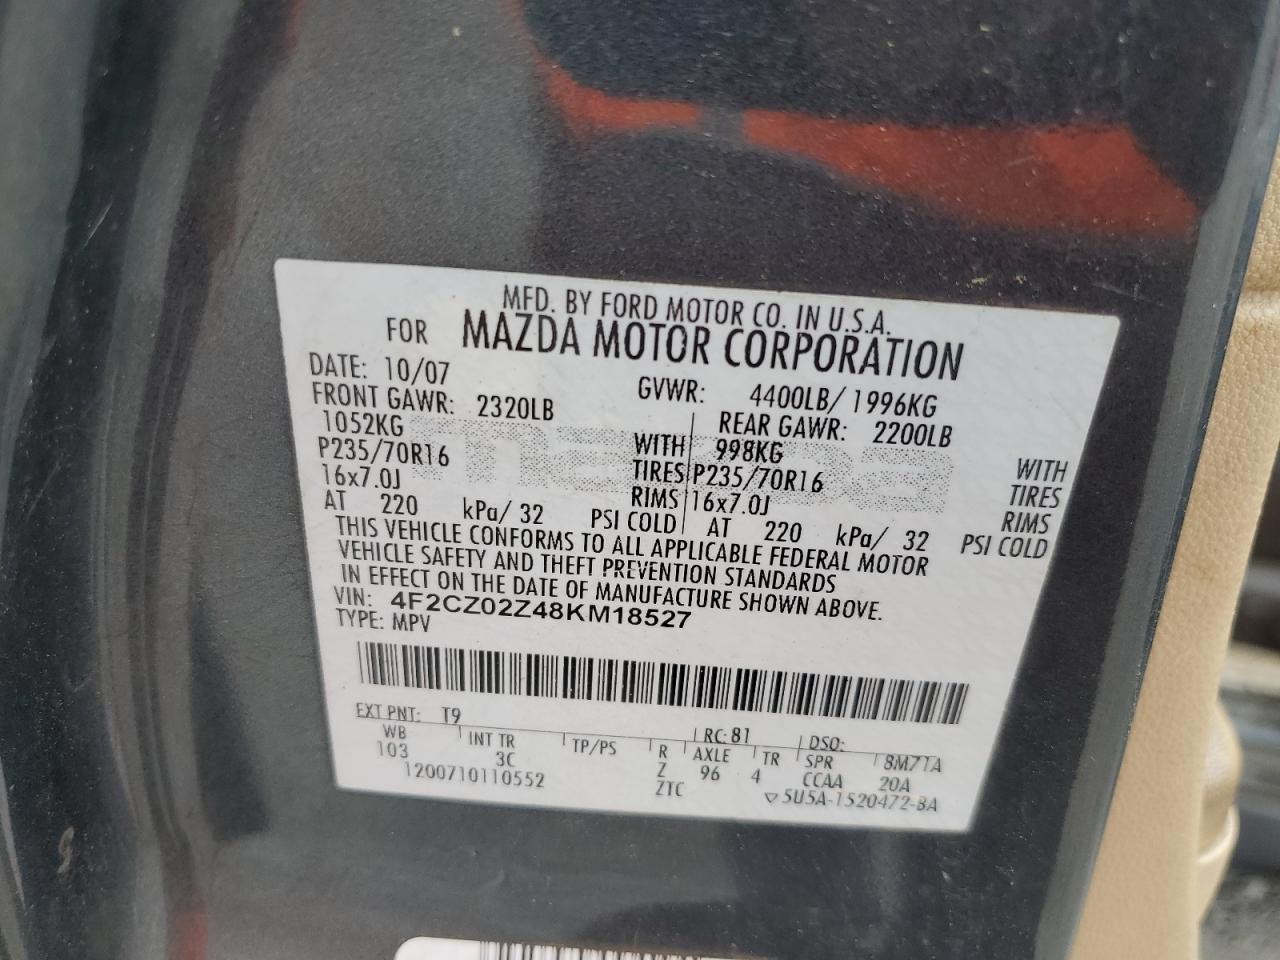 MFD. BY FORD MOTOR CO. IN U.S.A.
FOR MAZDA MOTOR CORPORATION
DATE: 10/07 GVWR: 4400LB/ 1996KG
FRONT GAWR: 2320LB REAR GAWR: 2200LB
1052KG WITH 998KG WITH
P235/70R16 TIRES P235/70R16 TIRES
16x7.0J RIMS 16x7.0J RIMS
AT 220 kPa/ 32 PSI COLD AT 220 kPa/ 32 PSI COLD
THIS VEHICLE CONFORMS TO ALL APPLICABLE FEDERAL MOTOR
VEHICLE SAFETY AND THEFT PREVENTION STANDARDS
IN EFFECT ON THE DATE OF MANUFACTURE SHOWN ABOVE.
VIN: 4F2CZ02Z48KM18527
TYPE: MPV
EXT PNT: T9 RC: 81 DSO:
WB INT TR TP/PS R AXLE TR SPR 8M7TA
103 3C Z 96 4 CCAA 20A
1200710110552 ZTC ▽5U5A-1520472-BA
mazda